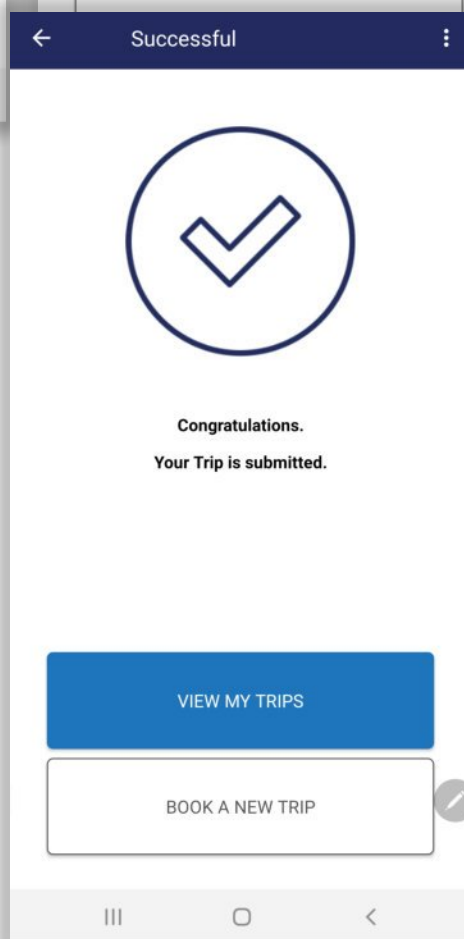 Successful
Congratulations.
Your Trip is submitted.
VIEW MY TRIPS
BOOK A NEW TRIP